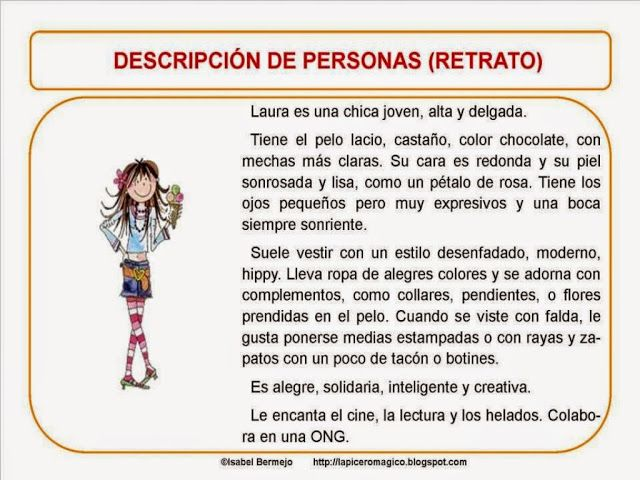 DESCRIPCIÓN DE PERSONAS (RETRATO)
Laura es una chica joven, alta y delgada.
Tiene el pelo lacio, castaño, color chocolate, con
mechas más claras. Su cara es redonda y su piel
sonrosada y lisa, como un pétalo de rosa. Tiene los
ojos pequeños pero muy expresivos y una boca
siempre sonriente.
Suele vestir con un estilo desenfadado, moderno,
hippy. Lleva ropa de alegres colores y se adorna con
complementos, como collares, pendientes, o flores
prendidas en el pelo. Cuando se viste con falda, le
gusta ponerse medias estampadas o con rayas y za-
patos con un poco de tacón o botines.
Es alegre, solidaria, inteligente y creativa.
Le encanta el cine, la lectura y los helados. Colabo-
ra en una ONG.
©Isabel Bermejo http://lapiceromagico.blogspot.com